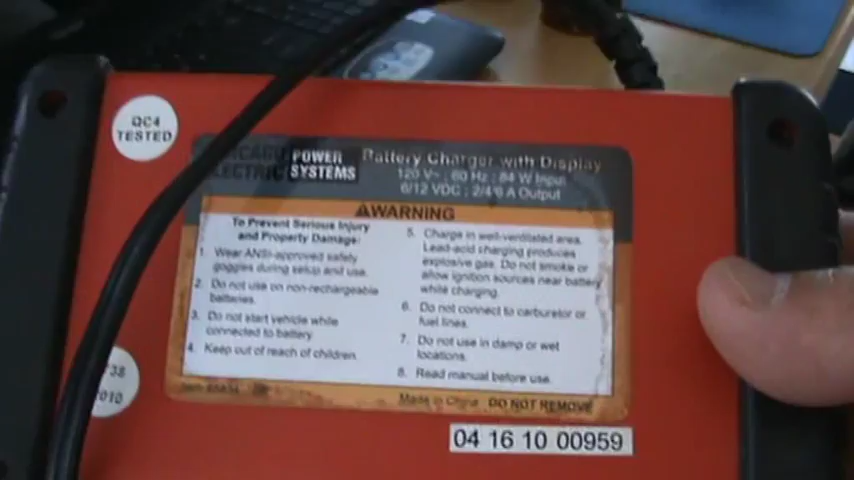 QC4
TESTED
CHICAGO
ELECTRIC
POWER
SYSTEMS
Battery Charger with Display
120 V~; 60 Hz; 84 W Input
6/12 VDC; 2/4/6 A Output
WARNING
To Prevent Serious Injury
and Property Damage:
1. Wear ANSI-approved safety
goggles during setup and use.
2. Do not use on non-rechargeable
batteries.
3. Do not start vehicle while
connected to battery.
4. Keep out of reach of children.
5. Charge in well-ventilated area.
Lead-acid charging produces
explosive gas. Do not smoke or
allow ignition sources near battery
while charging.
6. Do not connect to carburetor or
fuel lines.
7. Do not use in damp or wet
locations.
8. Read manual before use.
Item
Made in China
DO NOT REMOVE
38
2010
04 16 10 00959